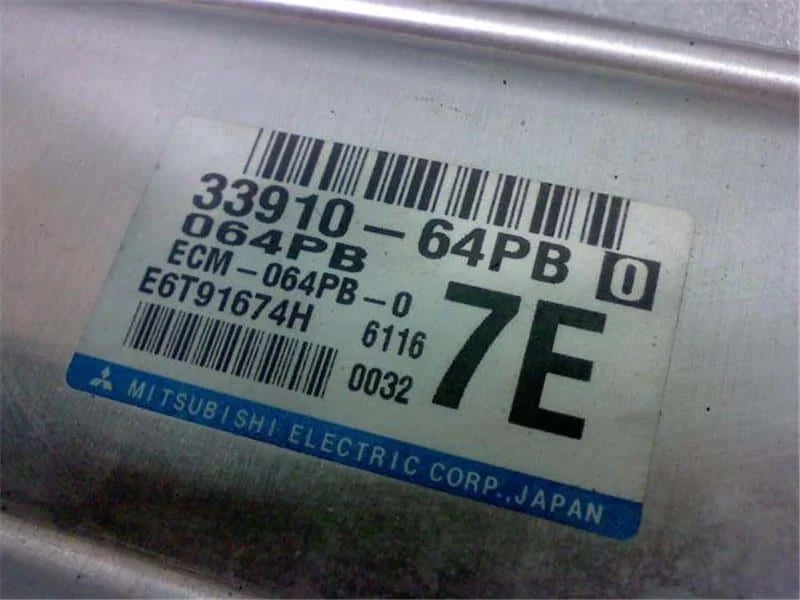 33910-64PB 0
064PB
ECM-064PB-0
E6T91674H 6116
0032
7E
MITSUBISHI ELECTRIC CORP., JAPAN